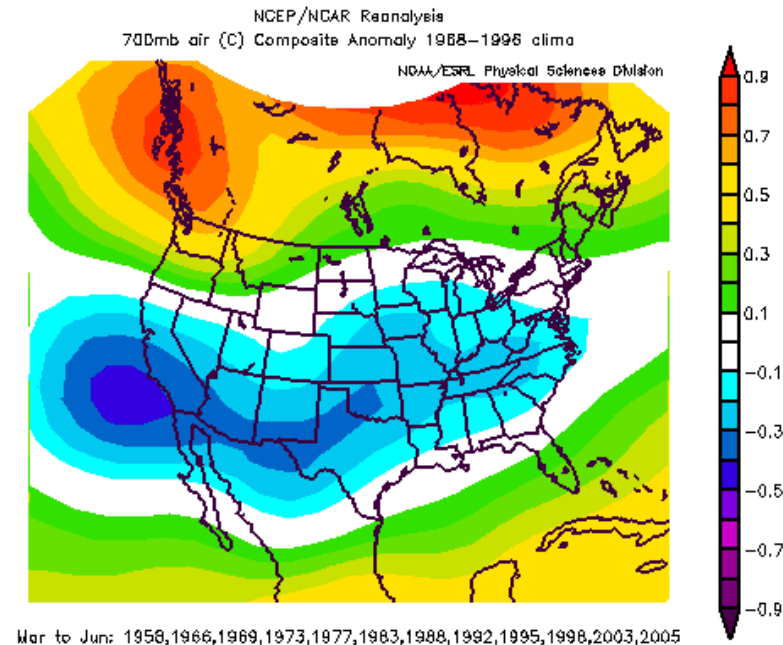 NCEP/NCAR Reanalysis
700mb air (C) Composite Anomaly 1968-1996 clima
NOAA/ESRL Physical Sciences Division
0.9
0.7
0.5
0.3
0.1
-0.1
-0.3
-0.5
-0.7
-0.9
Mar to Jun: 1958,1966,1969,1973,1977,1983,1988,1992,1995,1998,2003,2005